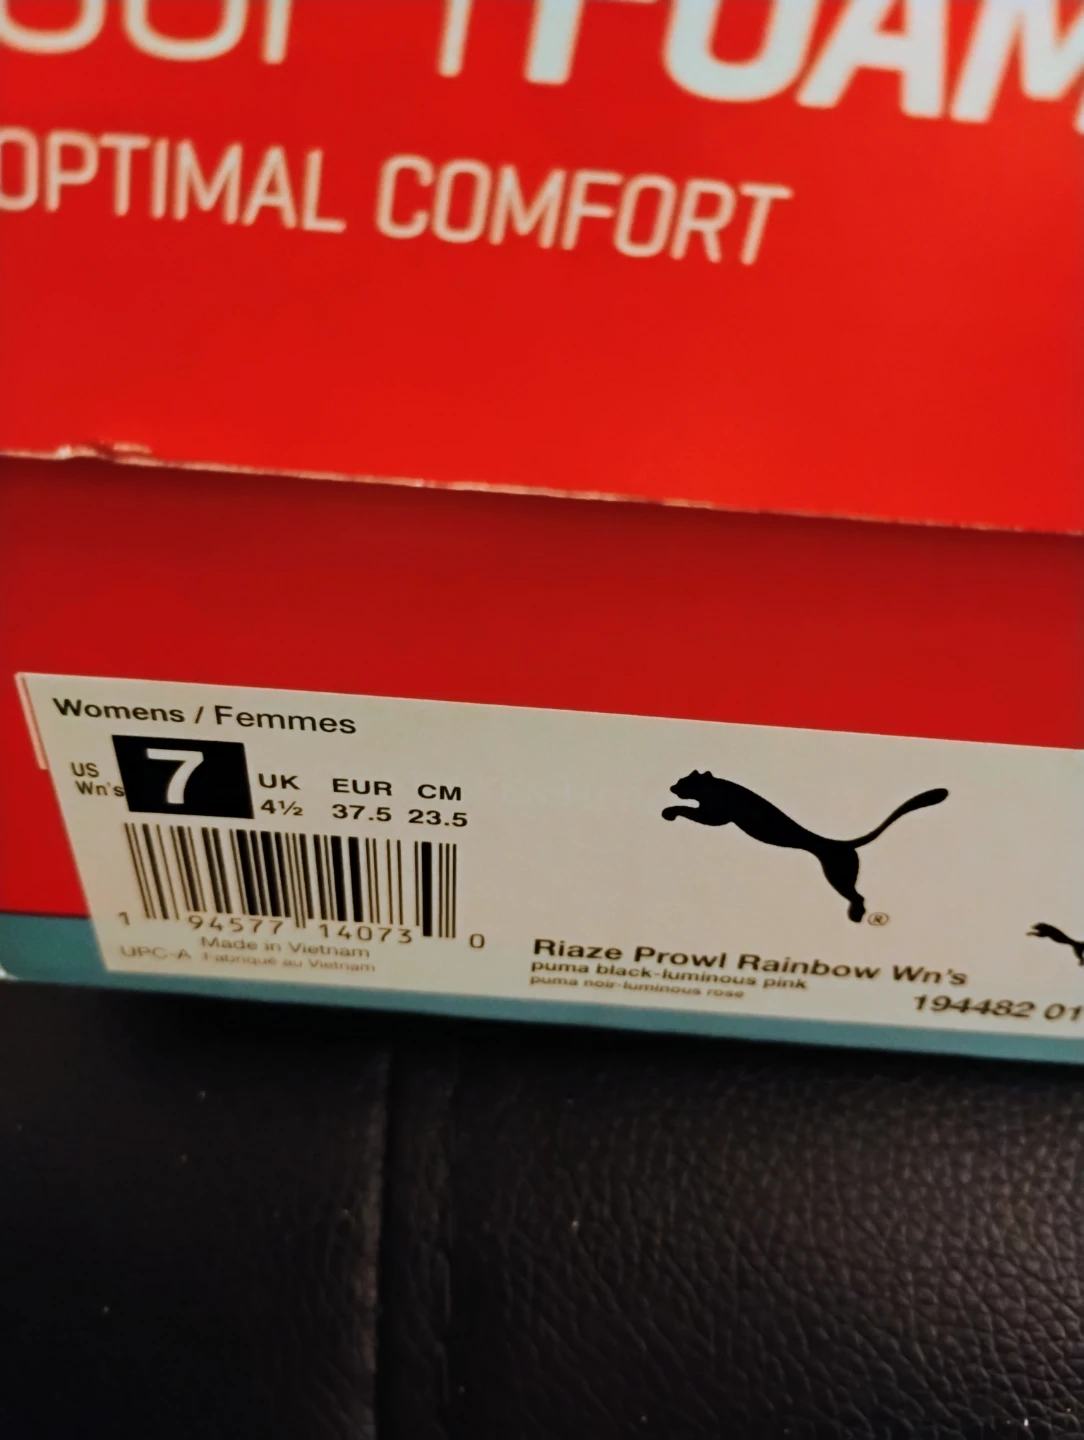 SOFTFOAM
OPTIMAL COMFORT
Womens / Femmes
US Wn's 7
UK EUR CM
4½ 37.5 23.5
1 94577 14073 0
UPC-A Made in Vietnam
Fabriqué au Vietnam
®
Riaze Prowl Rainbow Wn's
puma black-luminous pink
puma noir-luminous rose
194482 01